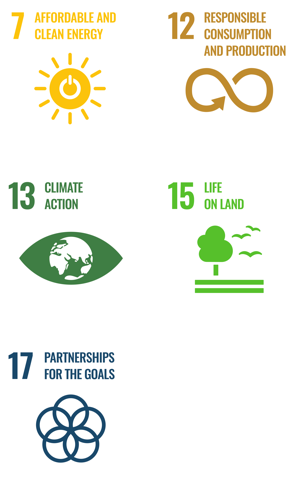 7 AFFORDABLE AND
CLEAN ENERGY
12 RESPONSIBLE
CONSUMPTION
AND PRODUCTION
13 CLIMATE
ACTION
15 LIFE
ON LAND
17 PARTNERSHIPS
FOR THE GOALS